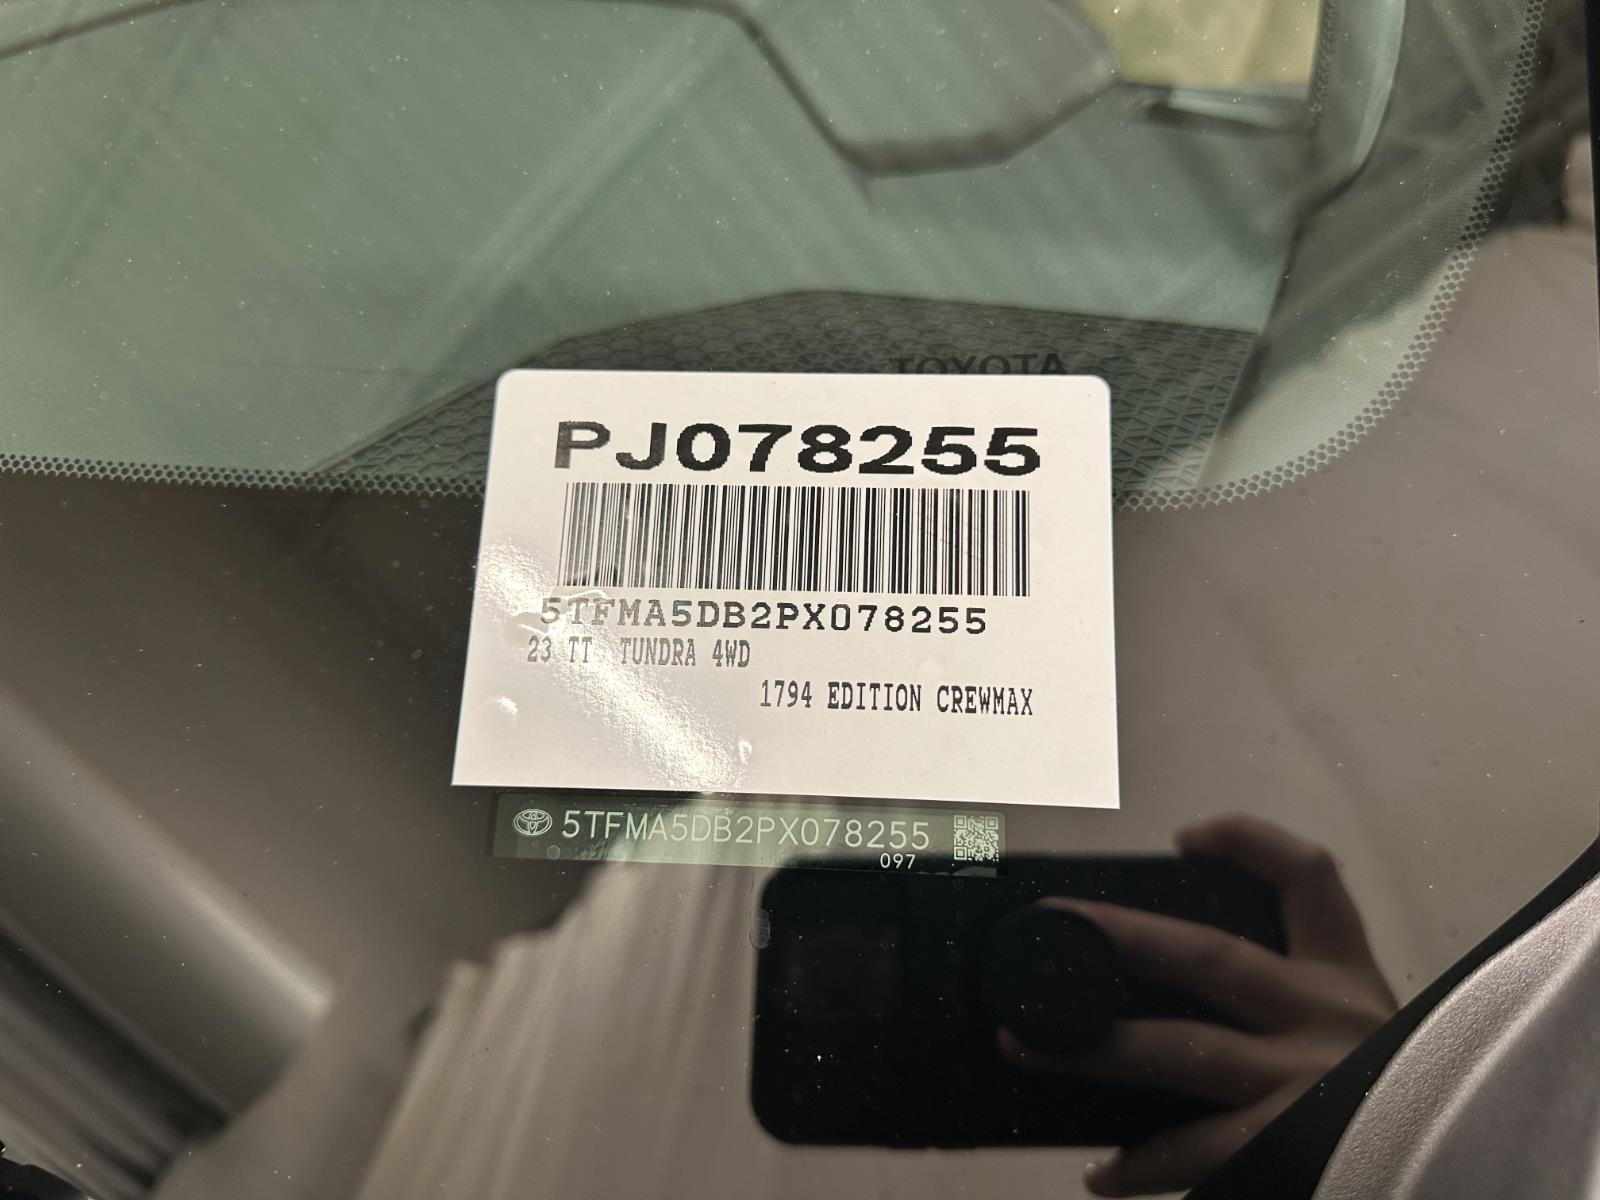 TOYOTA
PJ078255
5TFMA5DB2PX078255
23 TT TUNDRA 4WD
1794 EDITION CREWMAX
5TFMA5DB2PX078255
097